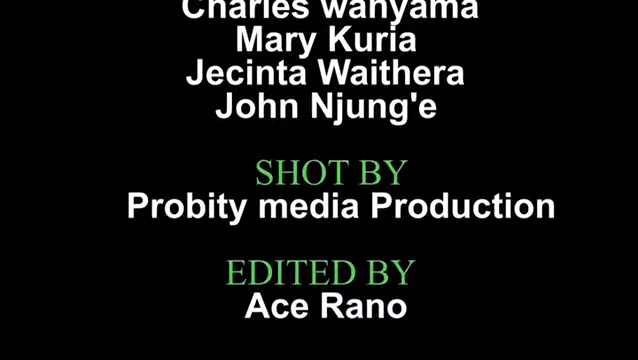 Charles wanyama
Mary Kuria
Jecinta Waithera
John Njung'e
SHOT BY
Probity media Production
EDITED BY
Ace Rano